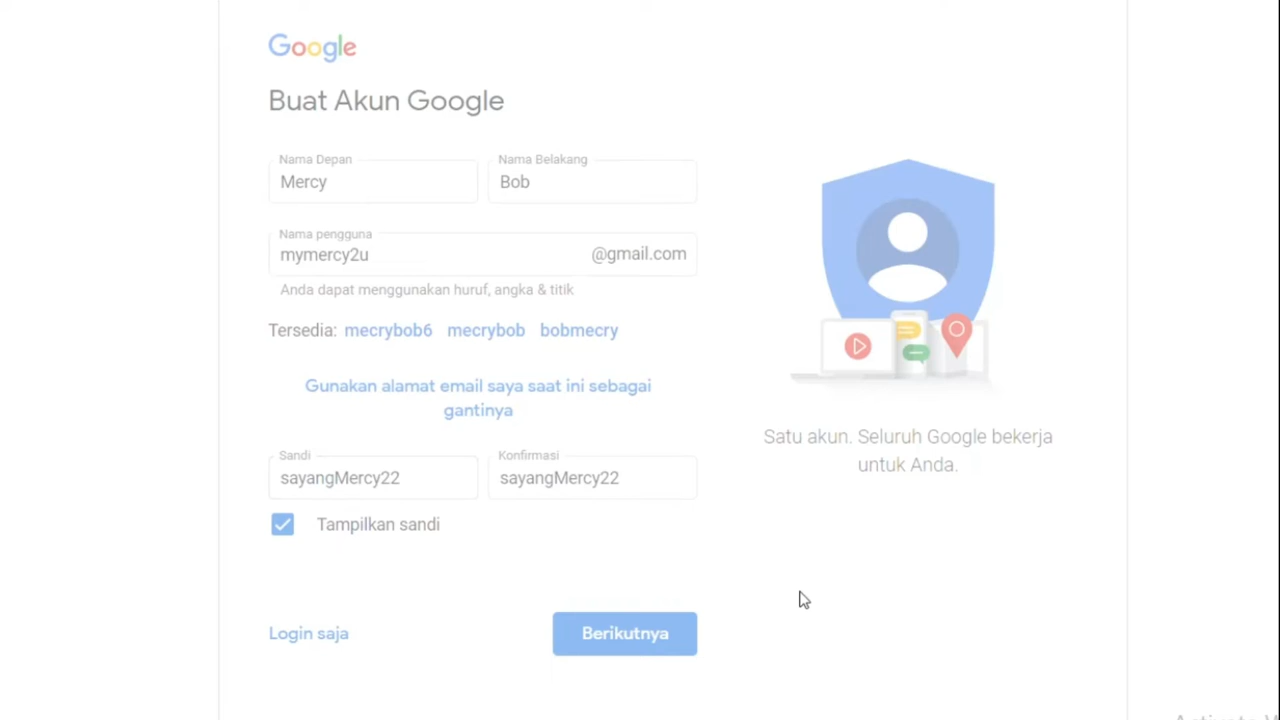 Google
Buat Akun Google
Nama Depan
Nama Belakang
Mercy
Bob
Nama pengguna
mymercy2u
@gmail.com
Anda dapat menggunakan huruf, angka & titik
Tersedia: mecrybob6 mecrybob bobmecry
Gunakan alamat email saya saat ini sebagai
gantinya
Sandi
Konfirmasi
sayangMercy22
sayangMercy22
Tampilkan sandi
Login saja
Berikutnya
Satu akun. Seluruh Google bekerja
untuk Anda.